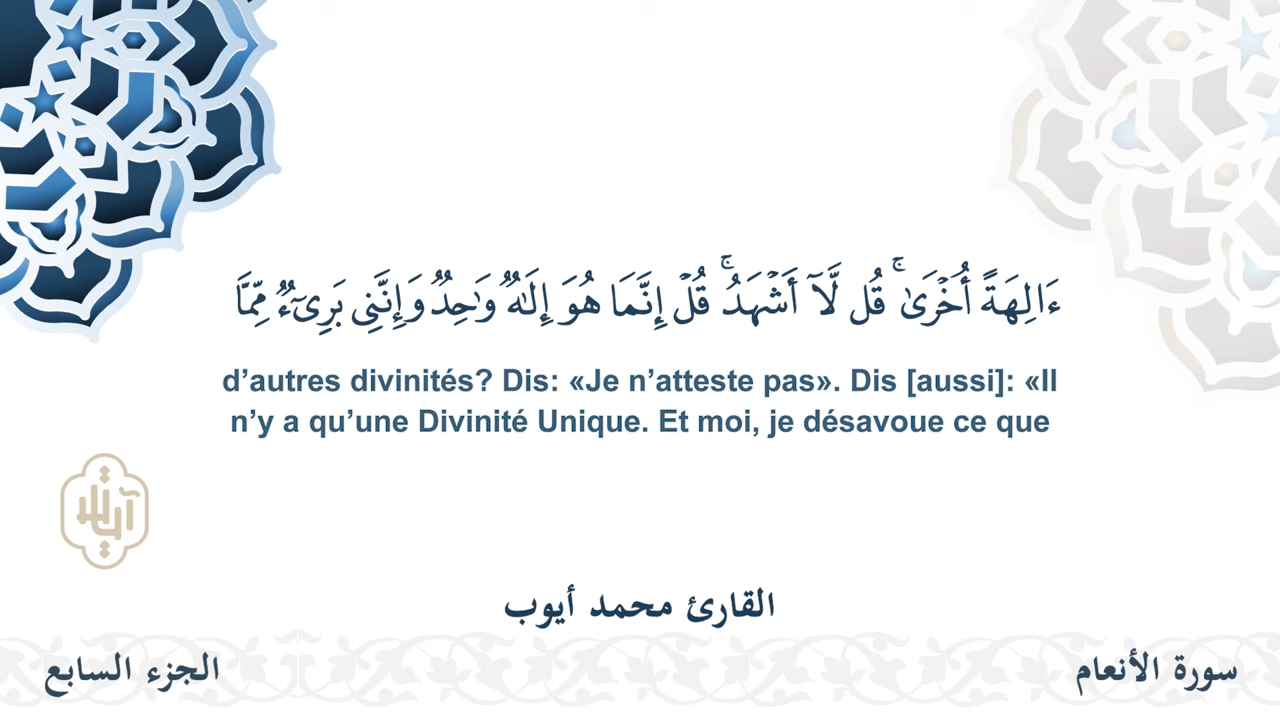 ءَالِهَةً أُخۡرَىٰۚ قُل لَّآ أَشۡهَدُۚ قُلۡ إِنَّمَا هُوَ إِلَٰهٞ وَٰحِدٞ وَإِنَّنِي بَرِيٓءٞ مِّمَّا
d’autres divinités? Dis: «Je n’atteste pas». Dis [aussi]: «Il
n’y a qu’une Divinité Unique. Et moi, je désavoue ce que
القارئ محمد أيوب
سورة الأنعام
الجزء السابع